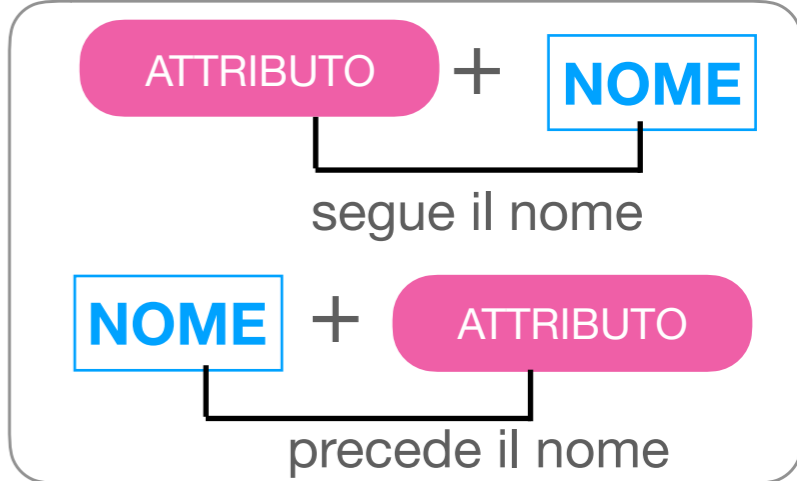 ATTRIBUTO + NOME
segue il nome
NOME + ATTRIBUTO
precede il nome